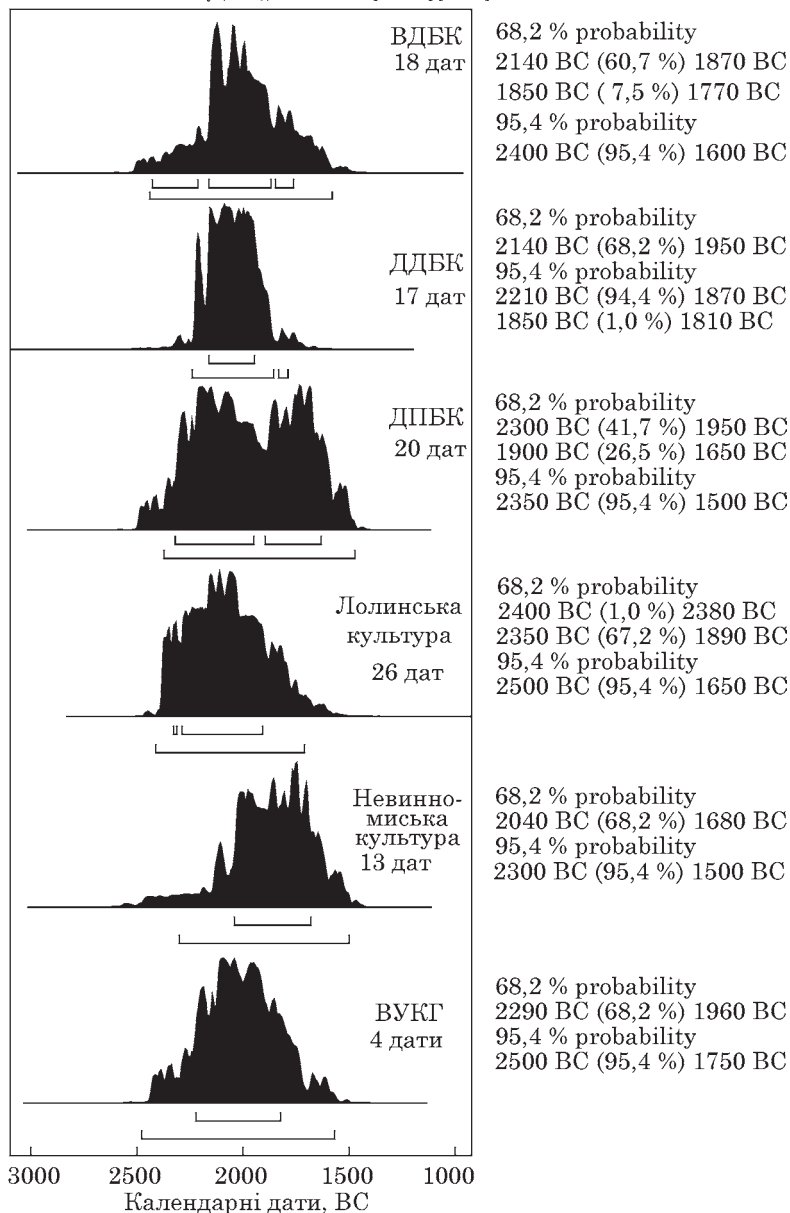 ВДБК
18 дат
68,2 % probability
2140 BC (60,7 %) 1870 BC
1850 BC ( 7,5 %) 1770 BC
95,4 % probability
2400 BC (95,4 %) 1600 BC
ДДБК
17 дат
68,2 % probability
2140 BC (68,2 %) 1950 BC
95,4 % probability
2210 BC (94,4 %) 1870 BC
1850 BC (1,0 %) 1810 BC
ДПБК
20 дат
68,2 % probability
2300 BC (41,7 %) 1950 BC
1900 BC (26,5 %) 1650 BC
95,4 % probability
2350 BC (95,4 %) 1500 BC
Лолинська
культура
26 дат
68,2 % probability
2400 BC (1,0 %) 2380 BC
2350 BC (67,2 %) 1890 BC
95,4 % probability
2500 BC (95,4 %) 1650 BC
Невинно-
миська
культура
13 дат
68,2 % probability
2040 BC (68,2 %) 1680 BC
95,4 % probability
2300 BC (95,4 %) 1500 BC
ВУКГ
4 дати
68,2 % probability
2290 BC (68,2 %) 1960 BC
95,4 % probability
2500 BC (95,4 %) 1750 BC
3000 2500 2000 1500 1000
Календарні дати, BC